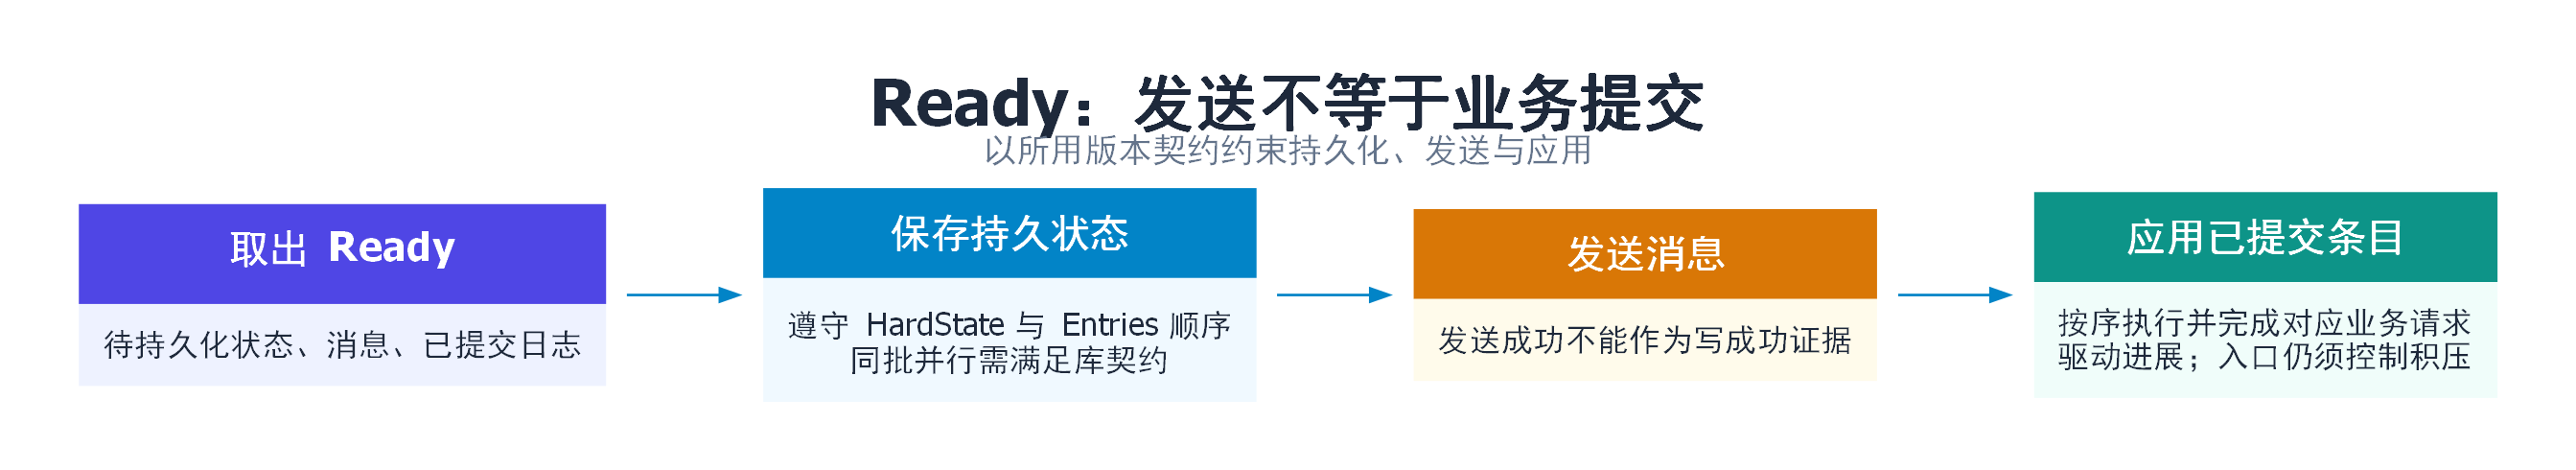 Ready：发送不等于业务提交
以所用版本契约约束持久化、发送与应用
取出 Ready
待持久化状态、消息、已提交日志
保存持久状态
遵守 HardState 与 Entries 顺序
同批并行需满足库契约
发送消息
发送成功不能作为写成功证据
应用已提交条目
按序执行并完成对应业务请求
驱动进展；入口仍须控制积压